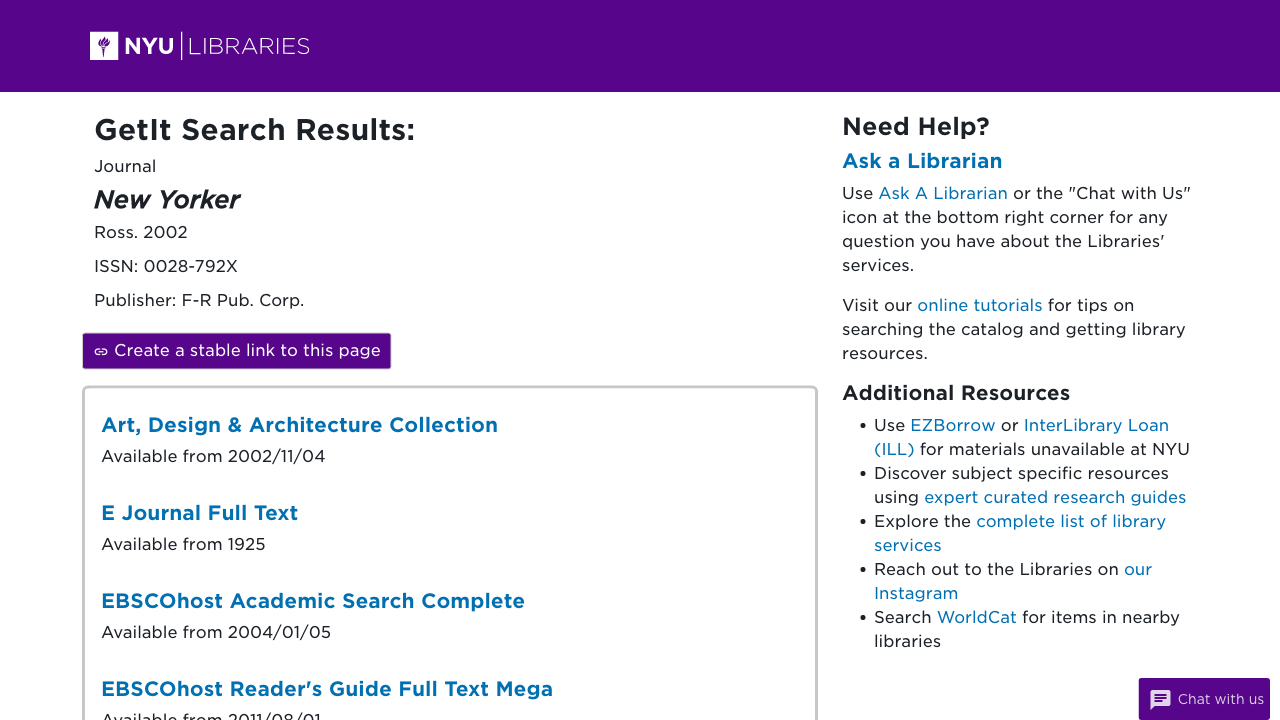 NYU LIBRARIES
GetIt Search Results:
Journal
New Yorker
Ross. 2002
ISSN: 0028-792X
Publisher: F-R Pub. Corp.
Create a stable link to this page
Art, Design & Architecture Collection
Available from 2002/11/04
E Journal Full Text
Available from 1925
EBSCOhost Academic Search Complete
Available from 2004/01/05
EBSCOhost Reader's Guide Full Text Mega
Available from 2011/08/01
Need Help?
Ask a Librarian
Use Ask A Librarian or the "Chat with Us"
icon at the bottom right corner for any
question you have about the Libraries'
services.
Visit our online tutorials for tips on
searching the catalog and getting library
resources.
Additional Resources
• Use EZBorrow or InterLibrary Loan
(ILL) for materials unavailable at NYU
• Discover subject specific resources
using expert curated research guides
• Explore the complete list of library
services
• Reach out to the Libraries on our
Instagram
• Search WorldCat for items in nearby
libraries
Chat with us